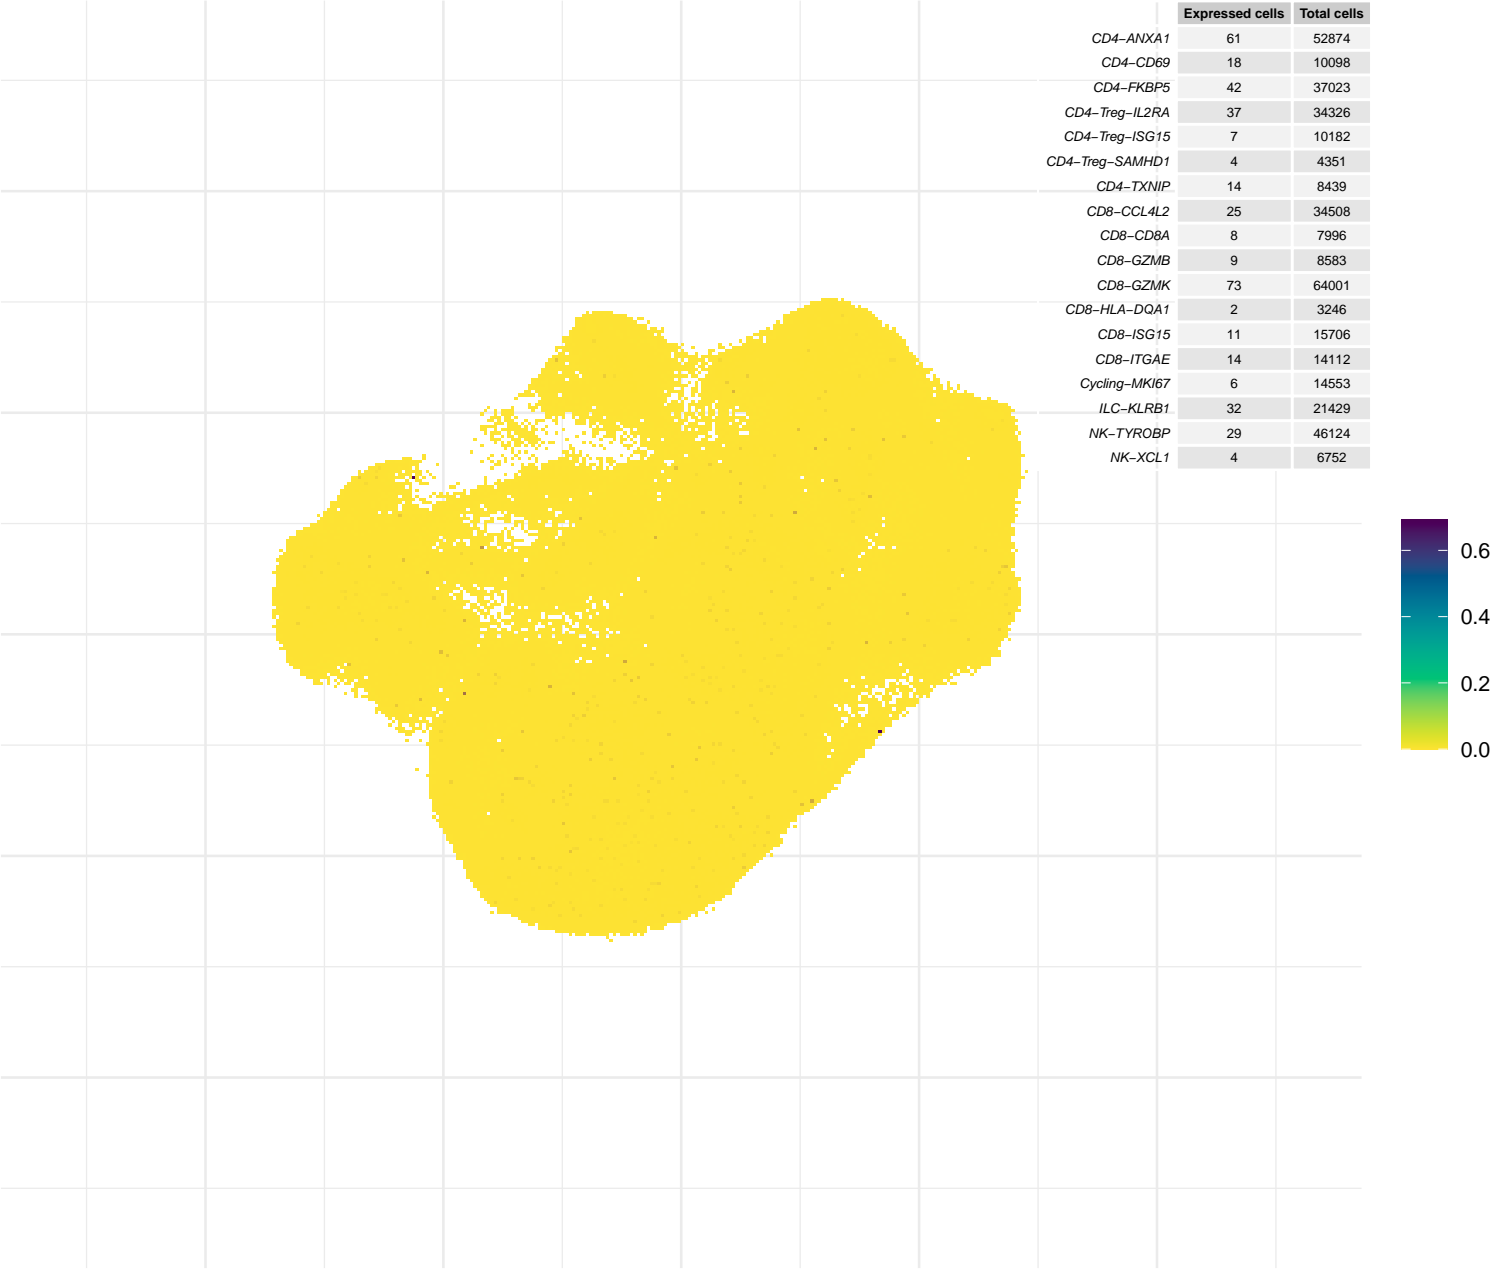 Expressed cells Total cells
CD4−ANXA1 61 52874
CD4−CD69 18 10098
CD4−FKBP5 42 37023
CD4−Treg−IL2RA 37 34326
CD4−Treg−ISG15 7 10182
CD4−Treg−SAMHD1 4 4351
CD4−TXNIP 14 8439
CD8−CCL4L2 25 34508
CD8−CD8A 8 7996
CD8−GZMB 9 8583
CD8−GZMK 73 64001
CD8−HLA−DQA1 2 3246
CD8−ISG15 11 15706
CD8−ITGAE 14 14112
Cycling−MKI67 6 14553
ILC−KLRB1 32 21429
NK−TYROBP 29 46124
NK−XCL1 4 6752
0.6
0.4
0.2
0.0